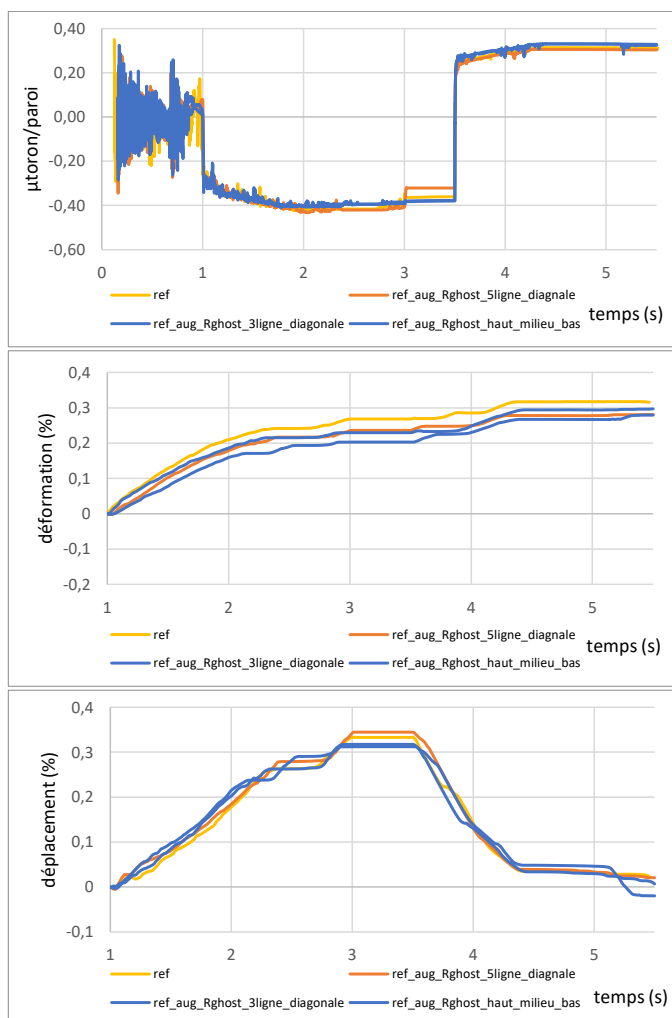 0,40
0,20
0,00
-0,20
-0,40
-0,60
µtoron/paroi
0 1 2 3 4 5
temps (s)
ref ref_aug_Rghost_5ligne_diagnale
ref_aug_Rghost_3ligne_diagonale ref_aug_Rghost_haut_milieu_bas
0,4
0,3
0,2
0,1
0
-0,1
-0,2
déformation (%)
1 2 3 4 5
ref ref_aug_Rghost_5ligne_diagnale
temps (s)
ref_aug_Rghost_3ligne_diagonale ref_aug_Rghost_haut_milieu_bas
0,4
0,3
0,2
0,1
0
-0,1
déplacement (%)
1 2 3 4 5
ref ref_aug_Rghost_5ligne_diagnale
ref_aug_Rghost_3ligne_diagonale ref_aug_Rghost_haut_milieu_bas
temps (s)